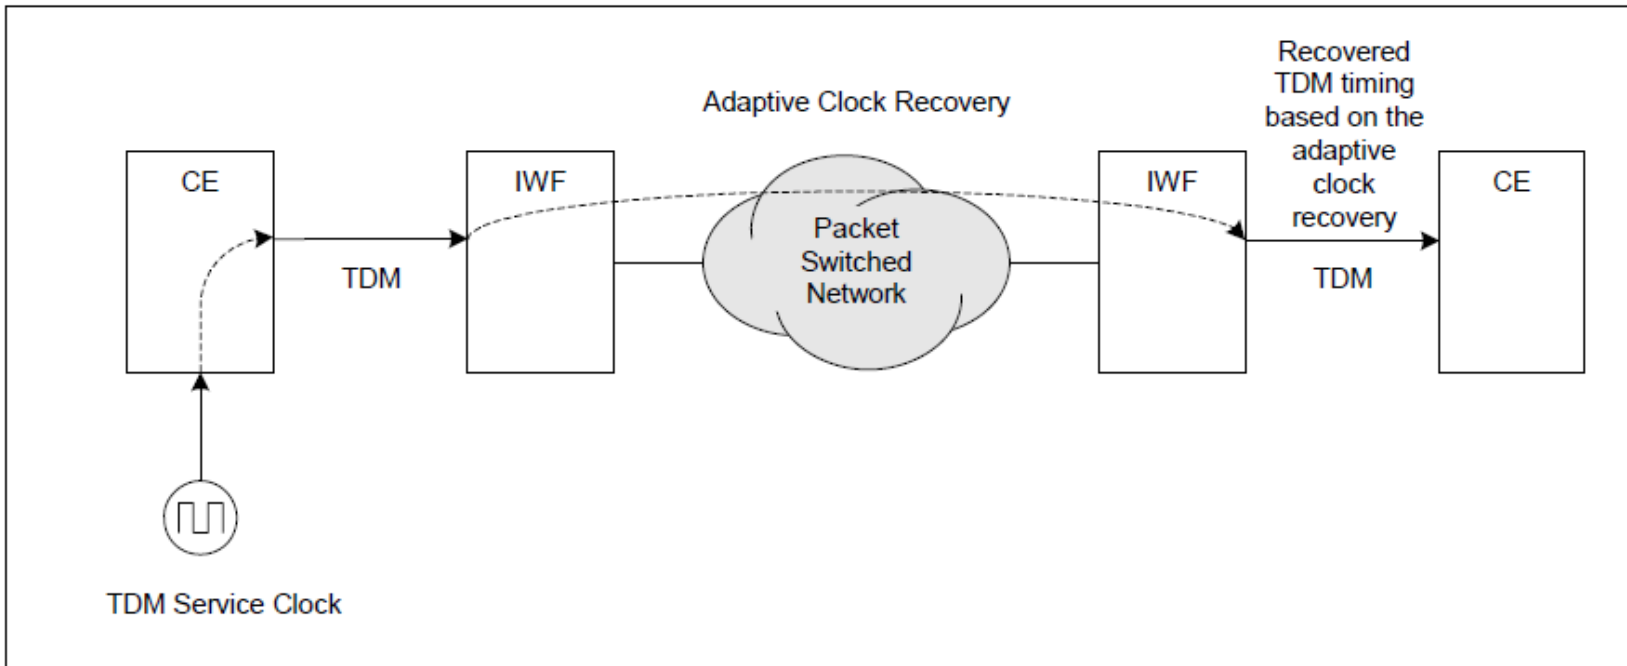 Adaptive Clock Recovery
Recovered
TDM timing
based on the
adaptive
clock
recovery
CE
IWF
IWF
CE
Packet
Switched
Network
TDM
TDM
TDM Service Clock